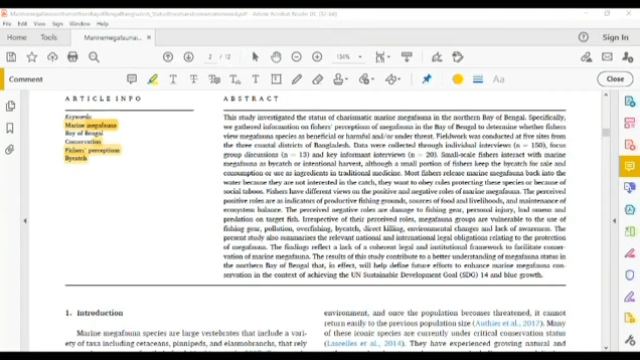 Home
Tools
Mannemegafauna...
Sign In
2 / 12
134%
Comment
Close
ARTICLE INFO
Keywords:
Marine megafauna
Bay of Bengal
Conservation
Fishers' perceptions
Bycatch
ABSTRACT
This study investigated the status of charismatic marine megafauna in the northern Bay of Bengal. Specifically,
we gathered information on fishers' perceptions of megafauna in the Bay of Bengal to determine whether fishers
view megafauna species as beneficial or harmful and/or under threat. Fieldwork was conducted at five sites from
the three coastal districts of Bangladesh. Data were collected through individual interviews (n = 150), focus
group discussions (n = 13) and key informant interviews (n = 20). Small-scale fishers interact with marine
megafauna as bycatch or intentional harvest, although a small portion of fishers keep the bycatch for sale and
consumption or use as ingredients in traditional medicine. Most fishers release marine megafauna back into the
water because they are not interested in the catch, they want to obey rules protecting these species or because of
social taboos. Fishers have different views on the positive and negative roles of marine megafauna. The perceived
positive roles are as indicators of productive fishing grounds, sources of food and livelihoods, and maintenance of
ecosystem balance. The perceived negative roles are damage to fishing gear, personal injury, and
predation on target fish. Irrespective of their perceived roles, megafauna groups are vulnerable to the use of
fishing gear, pollution, overfishing, bycatch, direct killing, environmental changes and lack of awareness. The
present study also summarises the relevant national and international legal obligations relating to the protection
of megafauna. The findings reflect a lack of coherent legal and institutional framework to facilitate conser-
vation of marine megafauna. The results of this study contribute to a better understanding of megafauna status in
the northern Bay of Bengal that, in effect, will help define future efforts to enhance marine megafauna con-
servation in the context of achieving the UN Sustainable Development Goal (SDG) 14 and blue growth.
1. Introduction
Marine megafauna species are large vertebrates that include a vari-
ety of taxa including cetaceans, pinnipeds, and elasmobranchs, that rely
environment, and once the population becomes threatened, it cannot
return easily to the previous population size (Authier et al., 2017). Many
of these iconic species are currently under critical conservation status
(Lascelles et al., 2014). They have experienced growing natural and